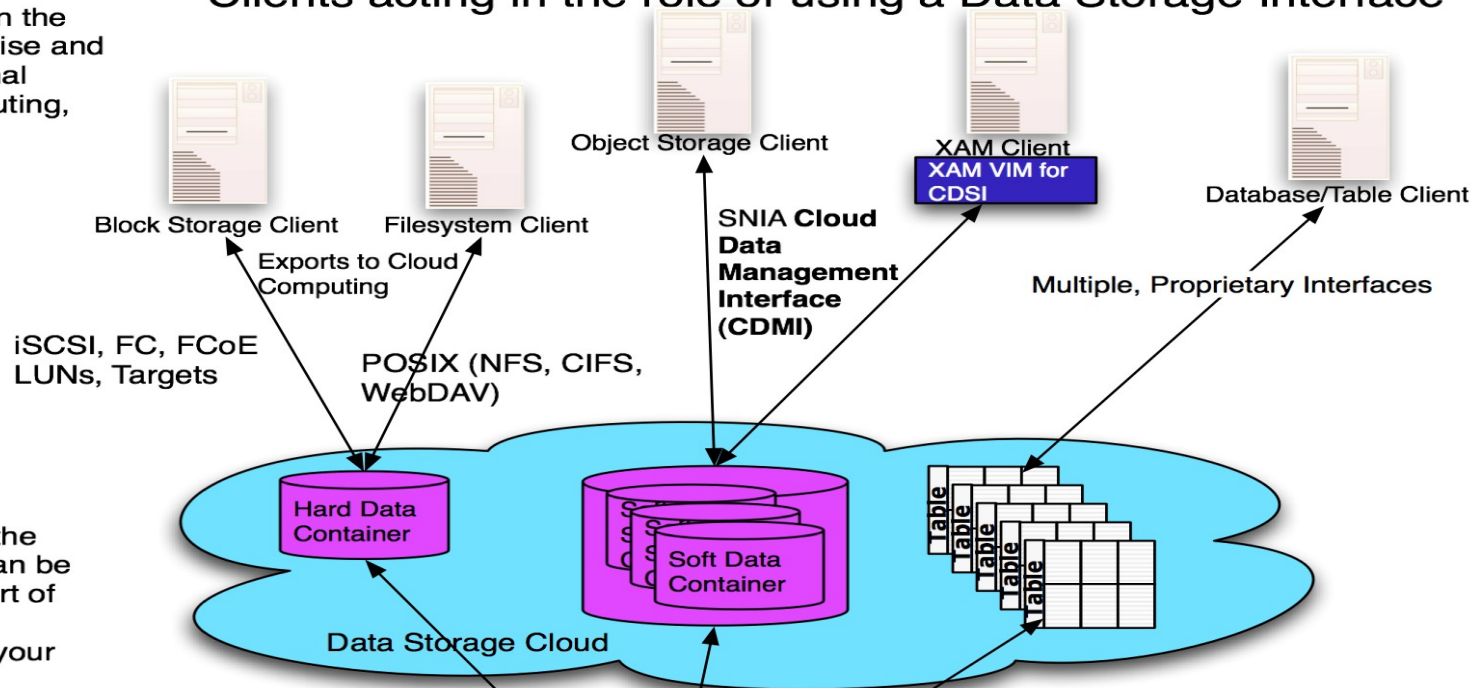 Clients acting in the role of using a Data Storage Interface
n the
ise and
nal
uting,
Block Storage Client
Filesystem Client
Object Storage Client
XAM Client
XAM VIM for
CDSI
Database/Table Client
Exports to Cloud
Computing
SNIA Cloud
Data
Management
Interface
(CDMI)
Multiple, Proprietary Interfaces
iSCSI, FC, FCoE
LUNs, Targets
POSIX (NFS, CIFS,
WebDAV)
Hard Data
Container
Soft Data
Container
Table
Table
Table
Table
Table
the
an be
rt of
your
Data Storage Cloud